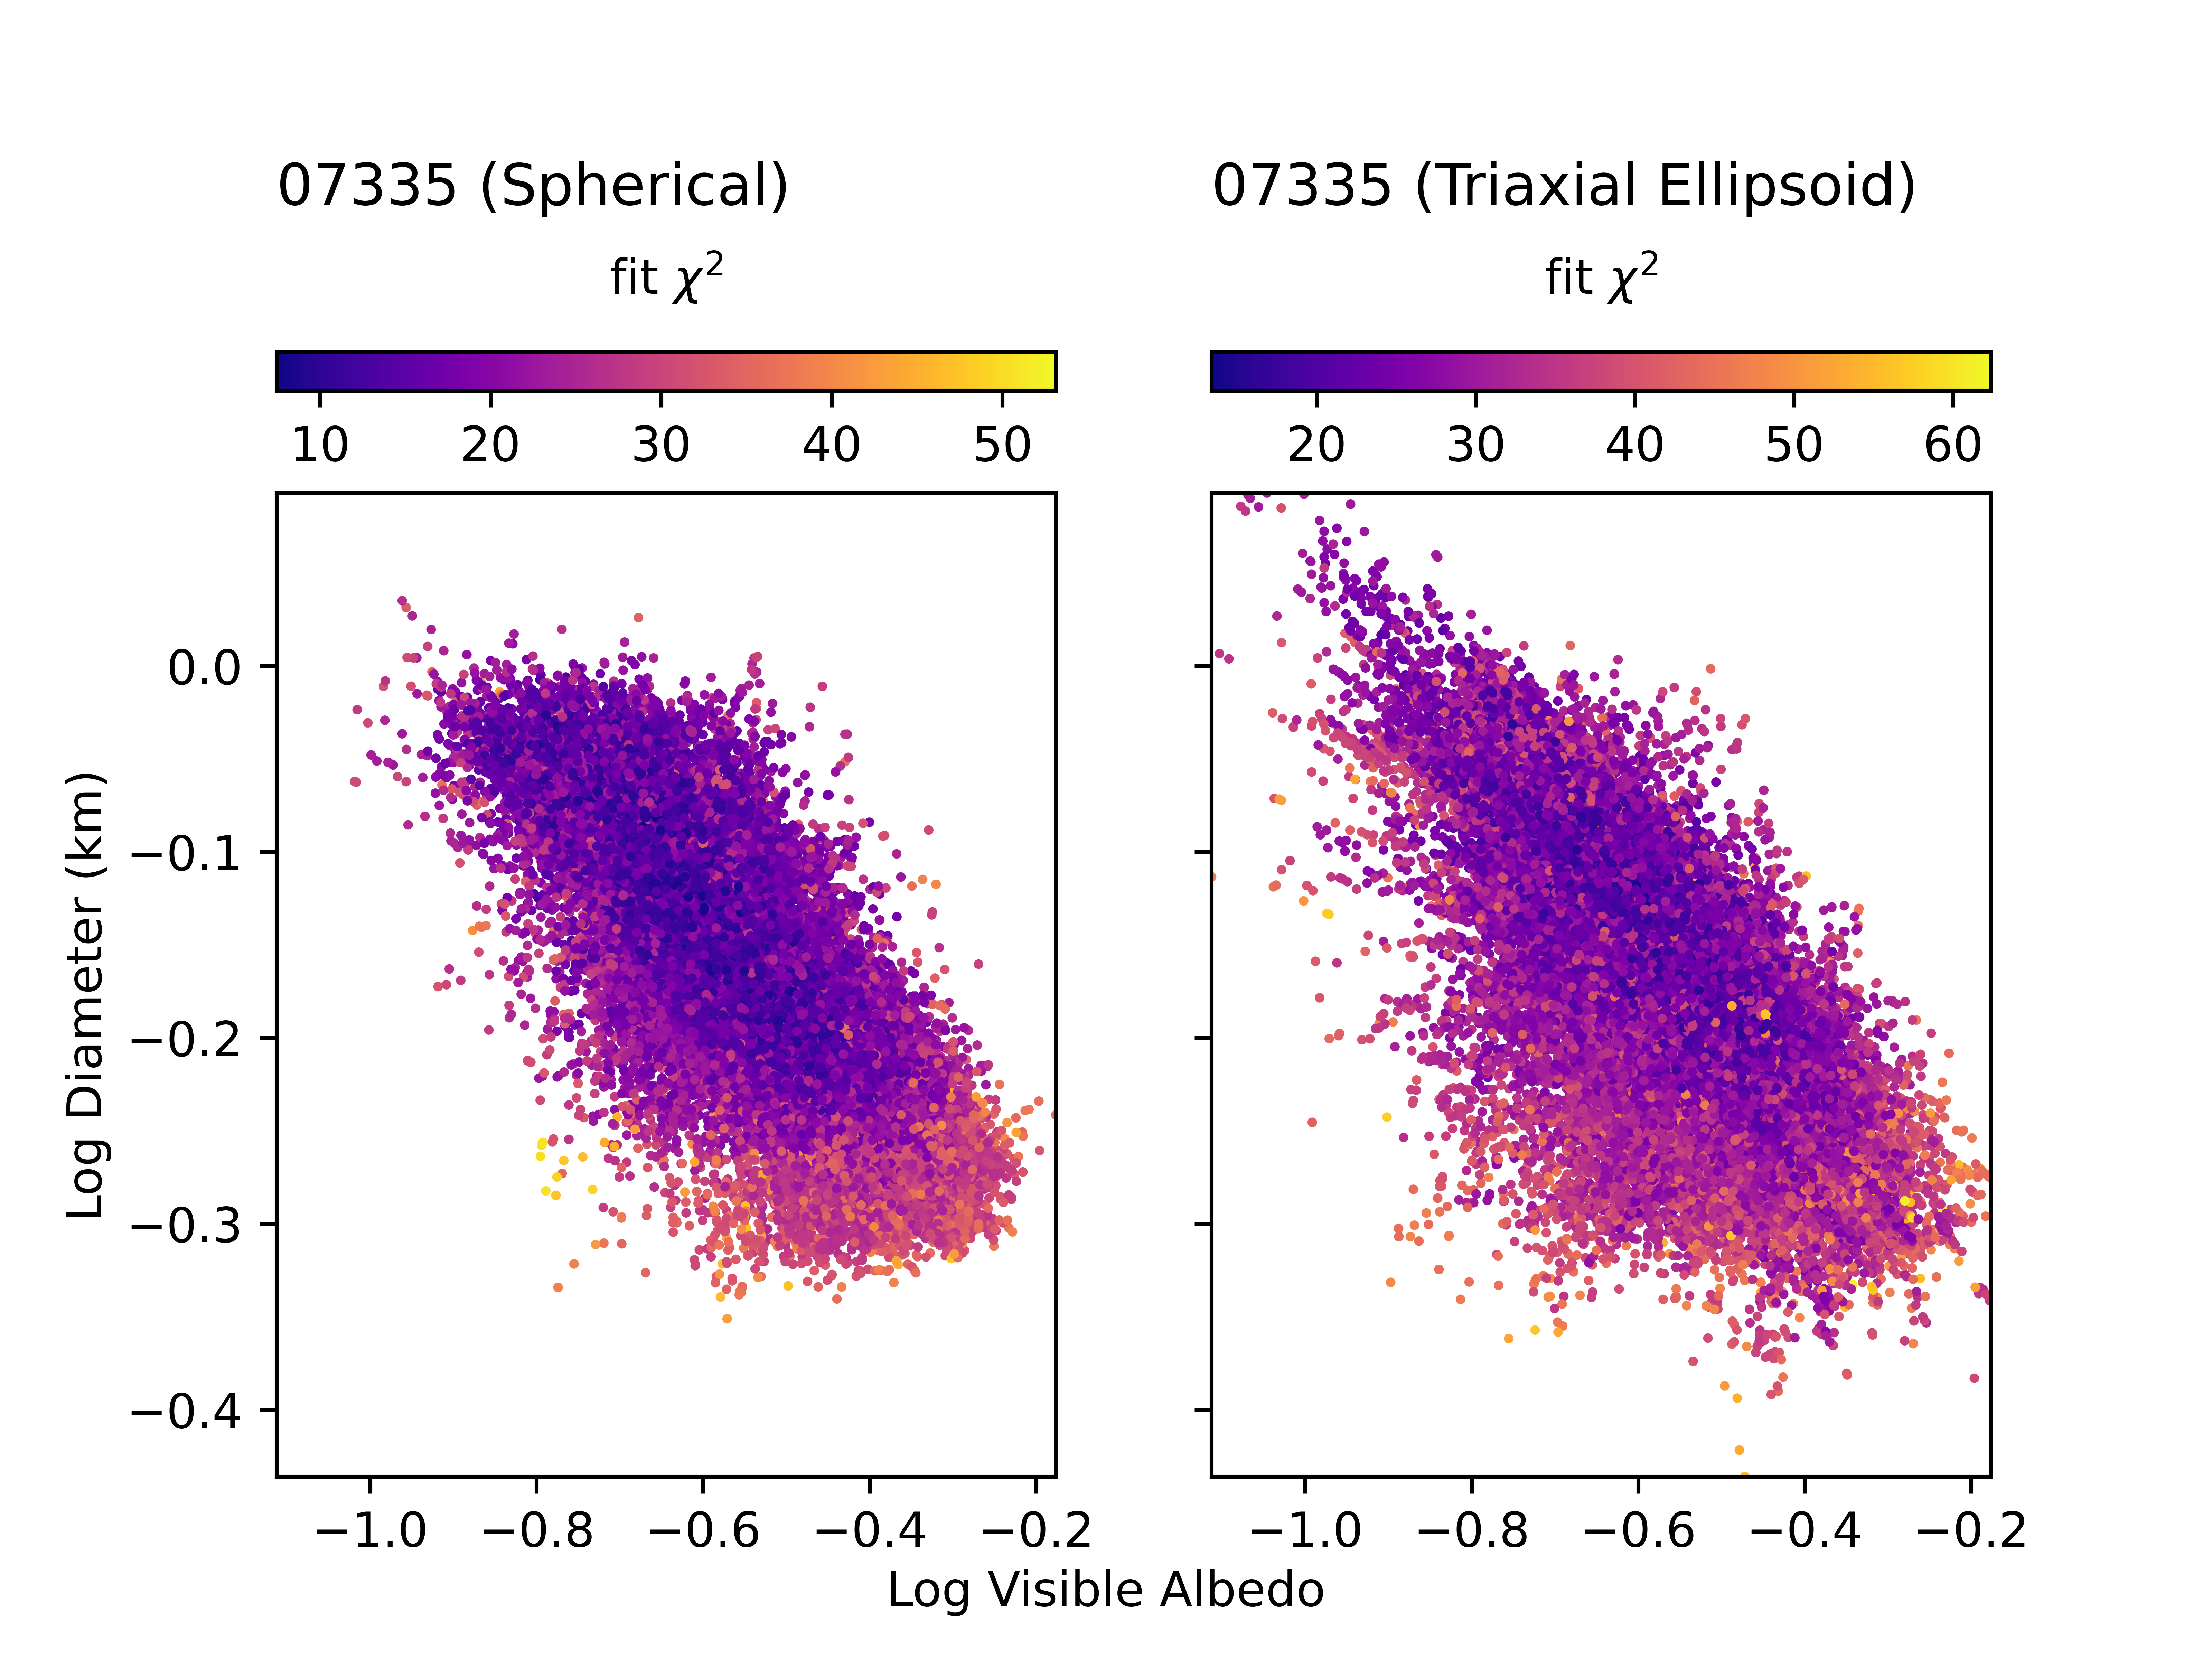 07335 (Spherical)
07335 (Triaxial Ellipsoid)
fit χ²
fit χ²
10 20 30 40 50
20 30 40 50 60
0.0
−0.1
−0.2
−0.3
−0.4
Log Diameter (km)
−1.0 −0.8 −0.6 −0.4 −0.2
−1.0 −0.8 −0.6 −0.4 −0.2
Log Visible Albedo